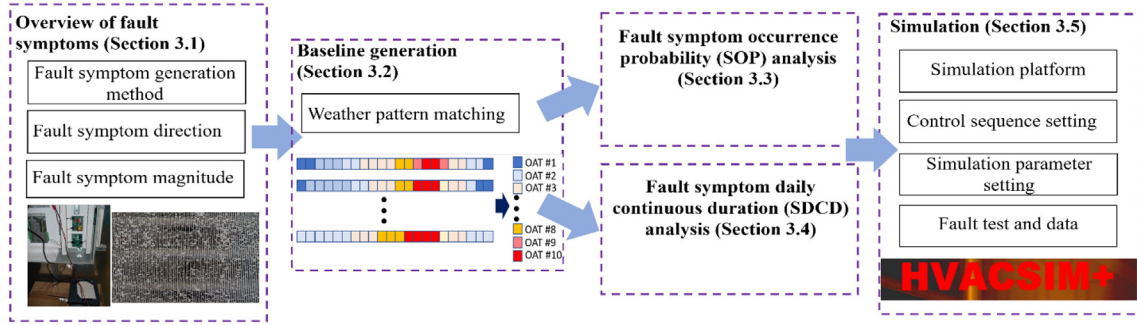 Overview of fault
symptoms (Section 3.1)
Fault symptom generation
method
Fault symptom direction
Fault symptom magnitude
Baseline generation
(Section 3.2)
Weather pattern matching
OAT #1
OAT #2
OAT #3
OAT #8
OAT #9
OAT #10
Fault symptom occurrence
probability (SOP) analysis
(Section 3.3)
Fault symptom daily
continuous duration (SDCD)
analysis (Section 3.4)
Simulation (Section 3.5)
Simulation platform
Control sequence setting
Simulation parameter
setting
Fault test and data
HVACSIM+